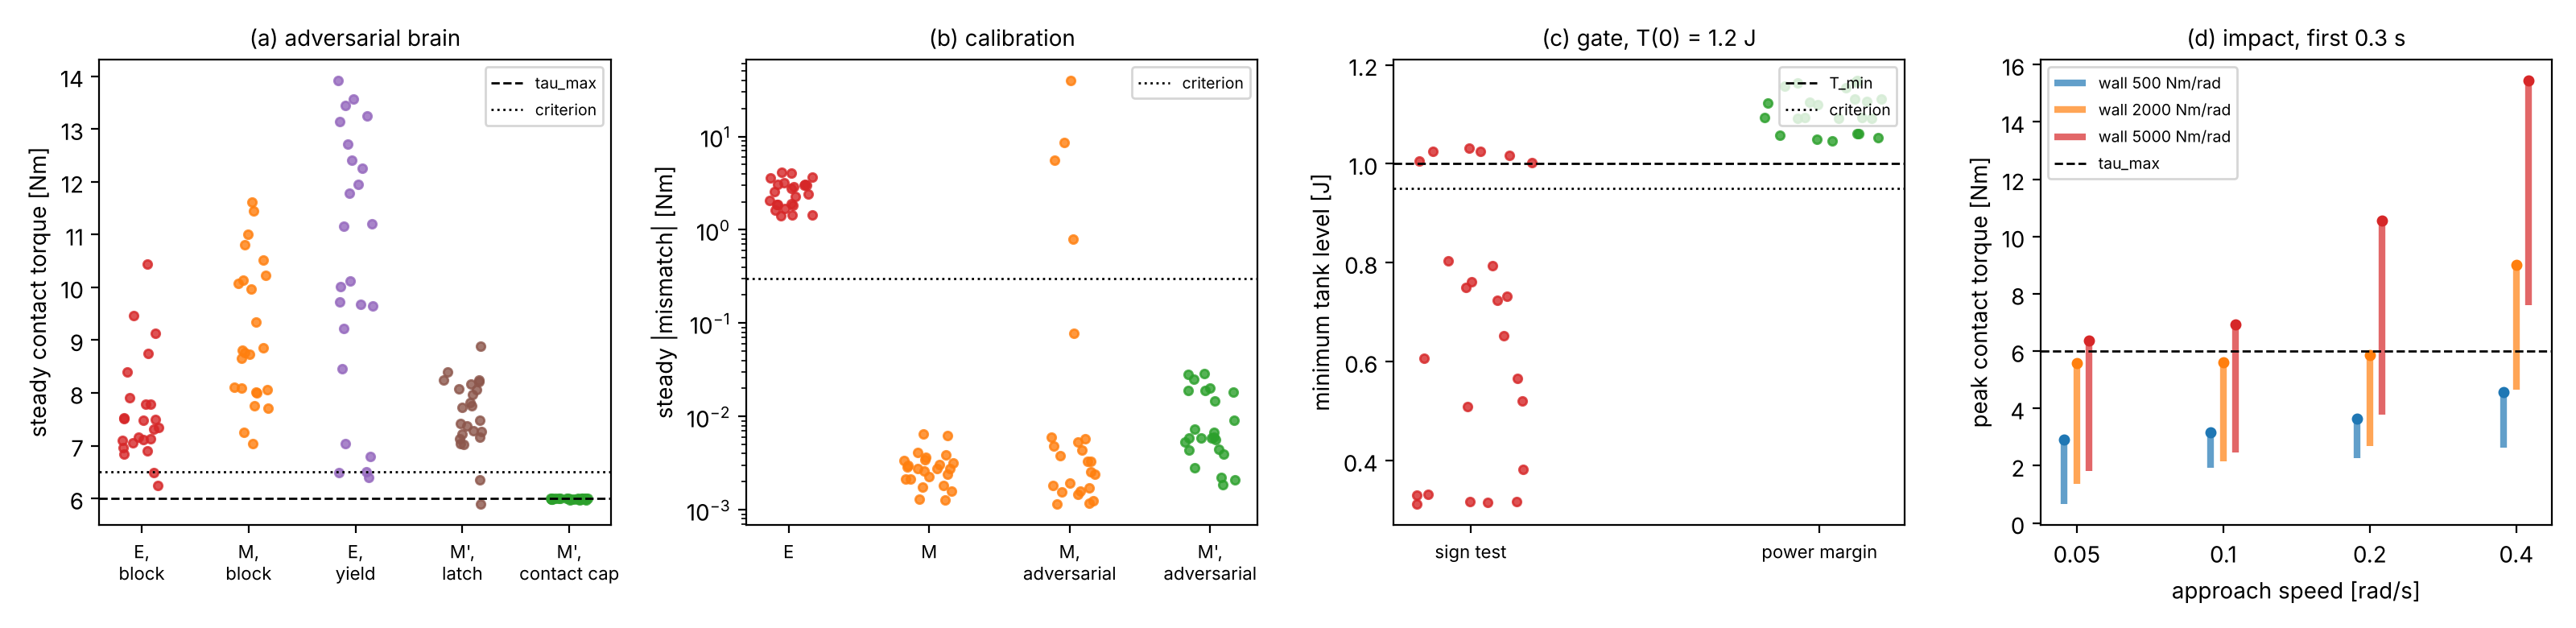 (a) adversarial brain
steady contact torque [Nm]
14
13
12
11
10
9
8
7
6
tau_max
criterion
E,
block
M,
block
E,
yield
M',
latch
M',
contact cap
(b) calibration
steady |mismatch| [Nm]
10¹
10⁰
10⁻¹
10⁻²
10⁻³
criterion
E
M
M,
adversarial
M',
adversarial
(c) gate, T(0) = 1.2 J
minimum tank level [J]
1.2
1.0
0.8
0.6
0.4
T_min
criterion
sign test
power margin
(d) impact, first 0.3 s
peak contact torque [Nm]
16
14
12
10
8
6
4
2
0
wall 500 Nm/rad
wall 2000 Nm/rad
wall 5000 Nm/rad
tau_max
0.05
0.1
0.2
0.4
approach speed [rad/s]